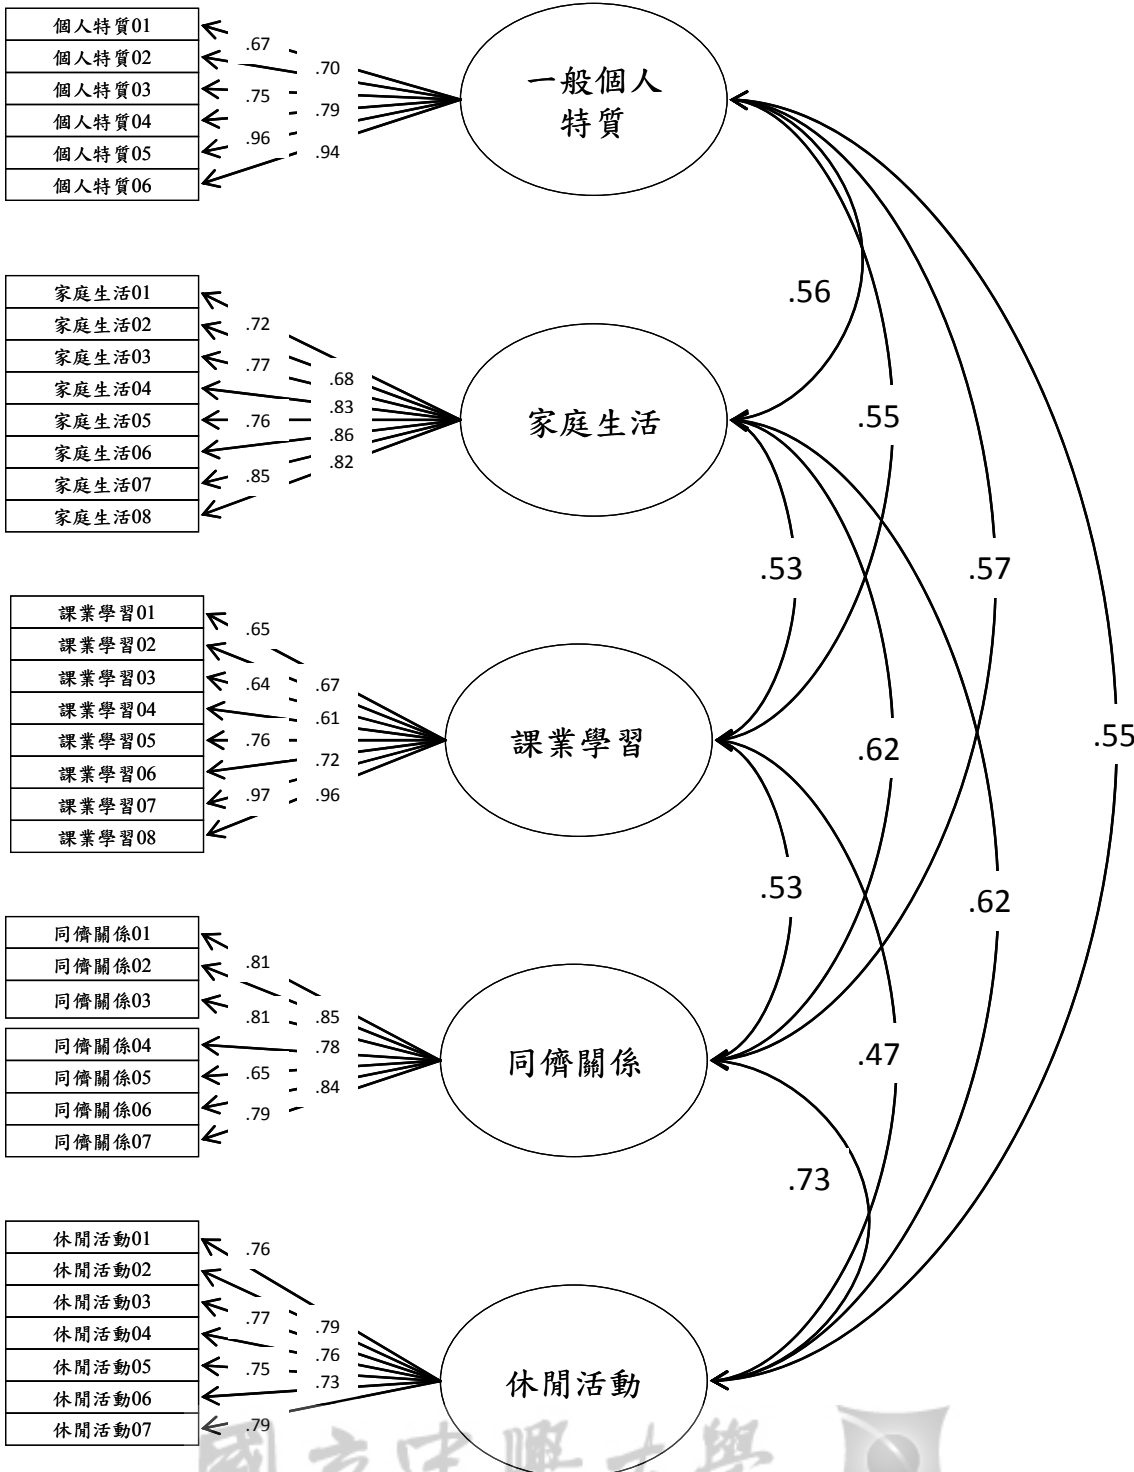 個人特質01
個人特質02
個人特質03
個人特質04
個人特質05
個人特質06
.67
.70
.75
.79
.96
.94
一般個人
特質
家庭生活01
家庭生活02
家庭生活03
家庭生活04
家庭生活05
家庭生活06
家庭生活07
家庭生活08
.72
.68
.77
.83
.76
.86
.85
.82
家庭生活
課業學習01
課業學習02
課業學習03
課業學習04
課業學習05
課業學習06
課業學習07
課業學習08
.65
.67
.64
.61
.76
.72
.97
.96
課業學習
同儕關係01
同儕關係02
同儕關係03
同儕關係04
同儕關係05
同儕關係06
同儕關係07
.81
.85
.81
.78
.65
.84
.79
同儕關係
休閒活動01
休閒活動02
休閒活動03
休閒活動04
休閒活動05
休閒活動06
休閒活動07
.76
.79
.77
.76
.75
.73
.79
休閒活動
.56
.55
.53
.57
.62
.55
.53
.62
.47
.73
國立中興大學